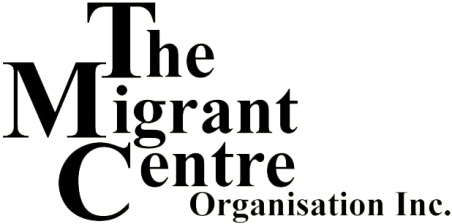 The
Migrant
Centre
Organisation Inc.